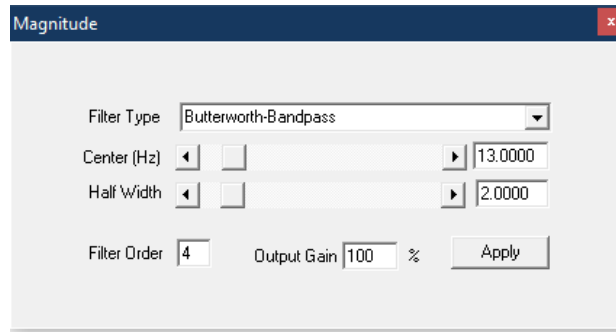 Magnitude
x
Filter Type Butterworth-Bandpass
Center (Hz) 13.0000
Half Width 2.0000
Filter Order 4 Output Gain 100 % Apply